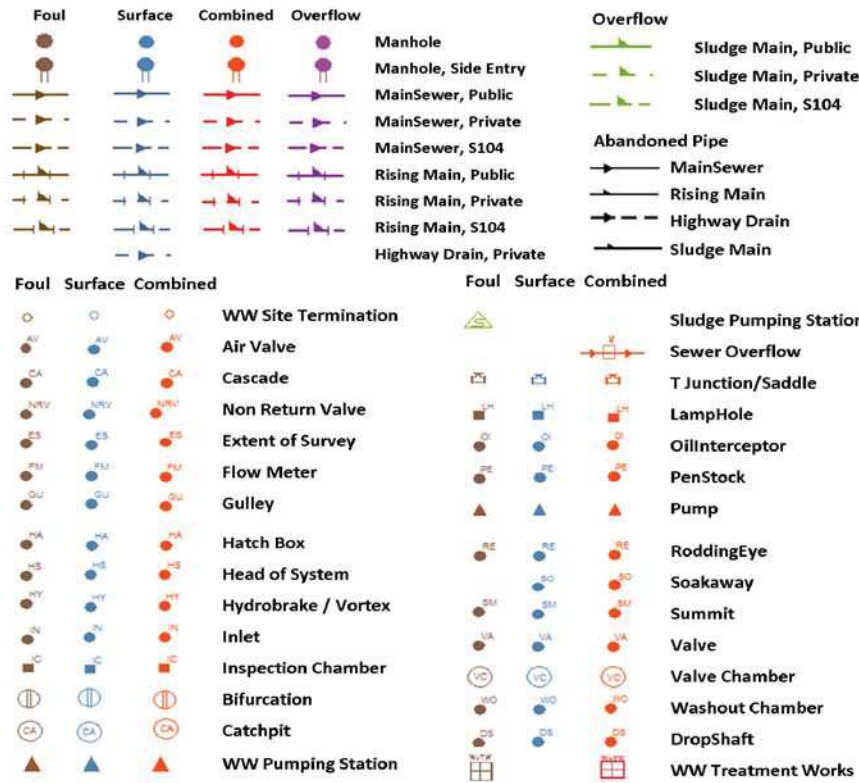 Foul Surface Combined Overflow
Manhole
Manhole, Side Entry
MainSewer, Public
MainSewer, Private
MainSewer, S104
Rising Main, Public
Rising Main, Private
Rising Main, S104
Highway Drain, Private
Overflow
Sludge Main, Public
Sludge Main, Private
Sludge Main, S104
Abandoned Pipe
MainSewer
Rising Main
Highway Drain
Sludge Main
Foul Surface Combined
WW Site Termination
AV AV AV Air Valve
CA CA CA Cascade
NRV NRV NRV Non Return Valve
ES ES ES Extent of Survey
FM FM FM Flow Meter
GU GU GU Gulley
HA HA HA Hatch Box
HS HS HS Head of System
HY HY HY Hydrobrake / Vortex
IN IN IN Inlet
IC IC IC Inspection Chamber
Bifurcation
CA CA CA Catchpit
WW Pumping Station
Foul Surface Combined
S Sludge Pumping Station
V Sewer Overflow
T Junction/Saddle
LH LH LH LampHole
OI OI OI OilInterceptor
PE PE PE PenStock
Pump
RE RE RE RoddingEye
SO SO Soakaway
SM SM SM Summit
VA VA VA Valve
VC VC VC Valve Chamber
WO WO WO Washout Chamber
DS DS DS DropShaft
WW Treatment Works